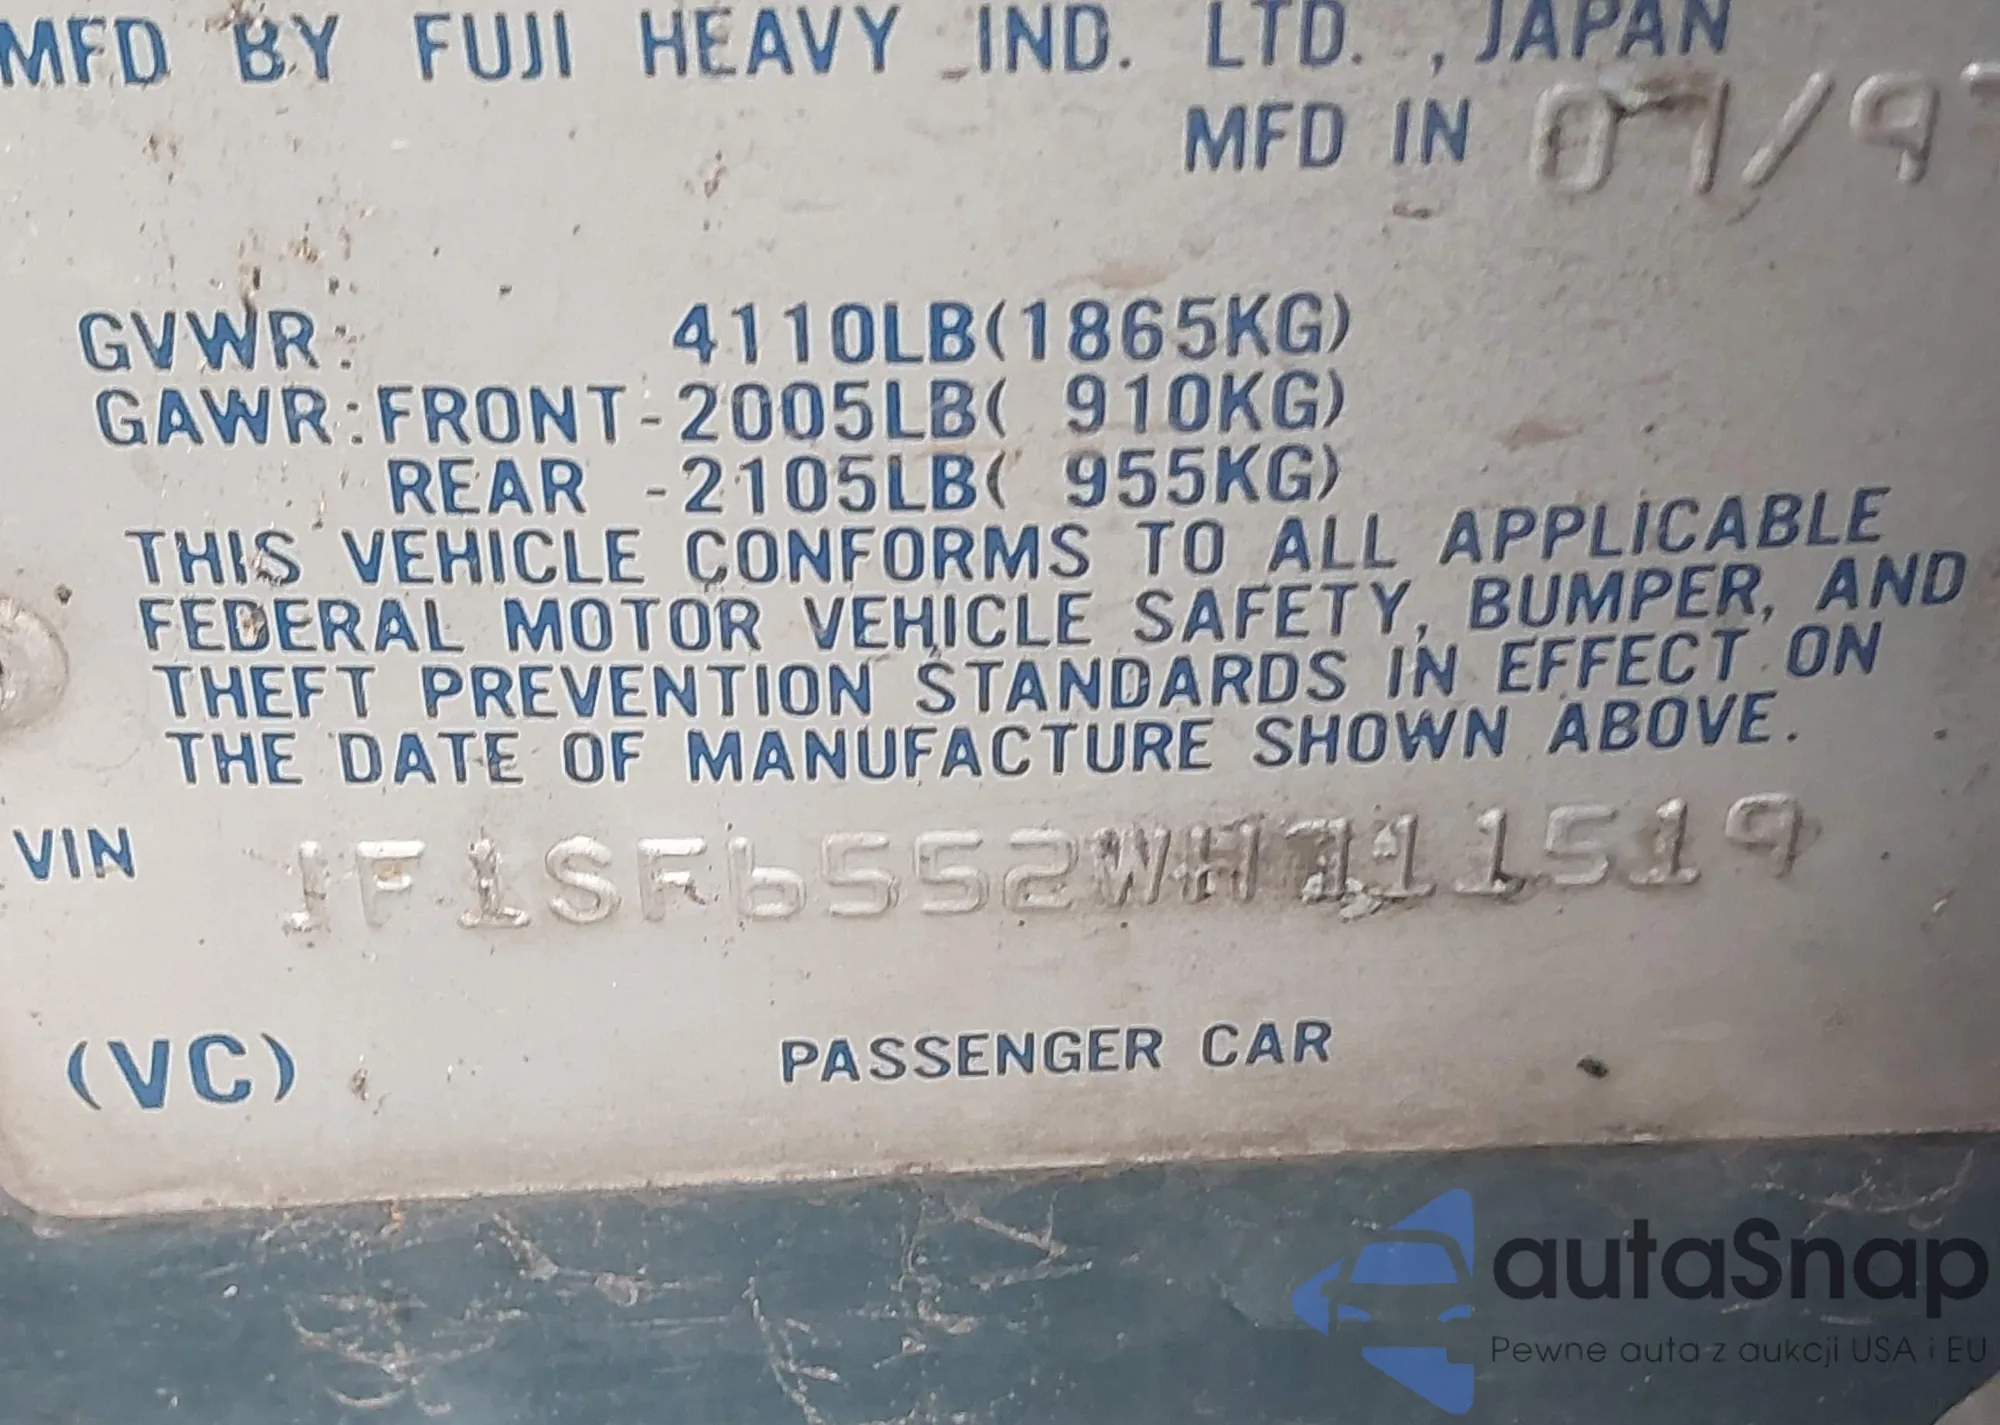 MFD BY FUJI HEAVY IND. LTD. , JAPAN
MFD IN 07/97
GVWR: 4110LB(1865KG)
GAWR:FRONT-2005LB( 910KG)
REAR -2105LB( 955KG)
THIS VEHICLE CONFORMS TO ALL APPLICABLE
FEDERAL MOTOR VEHICLE SAFETY, BUMPER, AND
THEFT PREVENTION STANDARDS IN EFFECT ON
THE DATE OF MANUFACTURE SHOWN ABOVE.
VIN JF1SF6552WH711519
(VC) PASSENGER CAR
autaSnap
Pewne auta z aukcji USA i EU